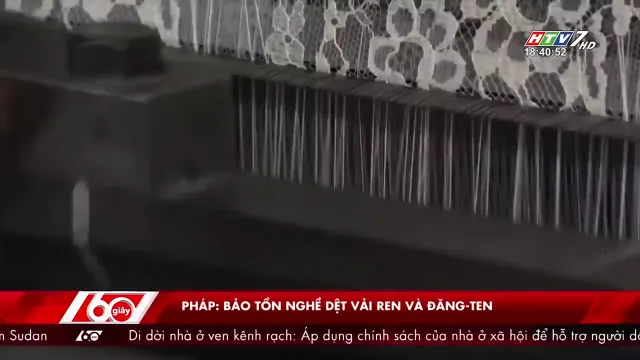 HTV7 HD
18:40:52
60 giây
PHÁP: BẢO TỒN NGHỀ DỆT VẢI REN VÀ ĐĂNG-TEN
n Sudan 60 Di dời nhà ở ven kênh rạch: Áp dụng chính sách của nhà ở xã hội để hỗ trợ người dâ